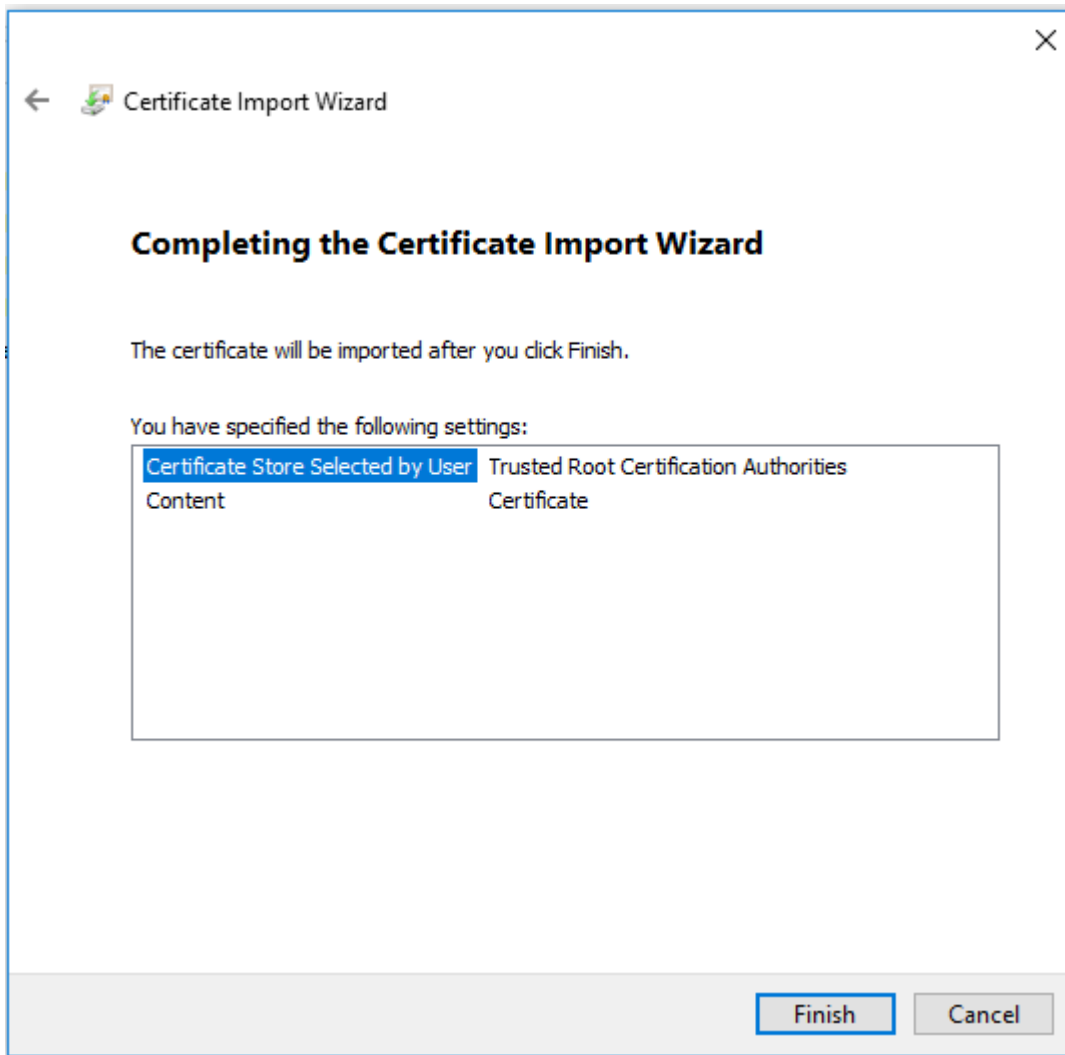 Certificate Import Wizard
Completing the Certificate Import Wizard
The certificate will be imported after you click Finish.
You have specified the following settings:
Certificate Store Selected by User Trusted Root Certification Authorities
Content Certificate
Finish Cancel